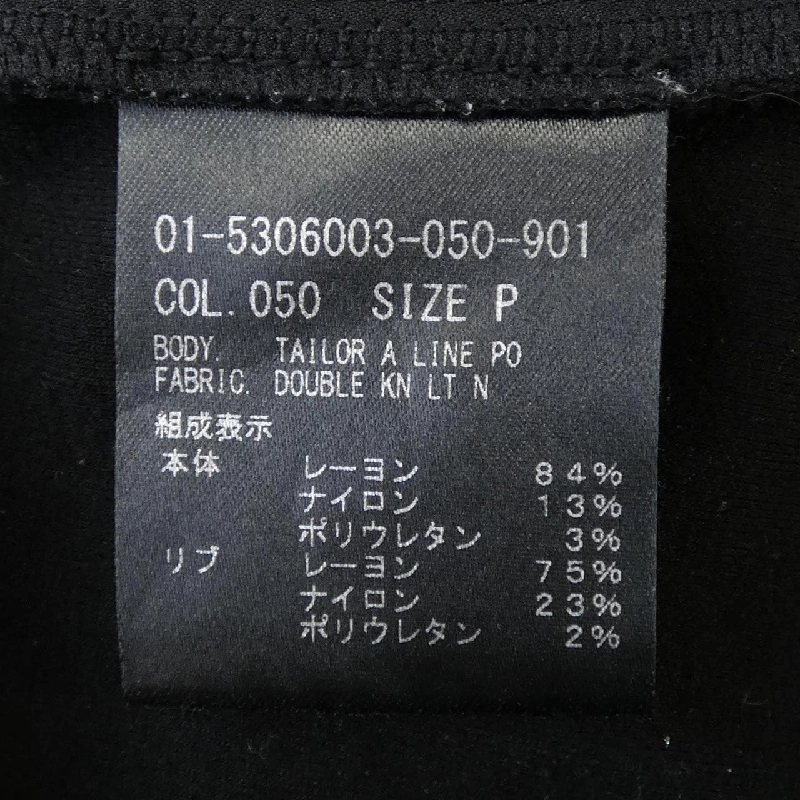 01-5306003-050-901
COL. 050 SIZE P
BODY. TAILOR A LINE PO
FABRIC. DOUBLE KN LT N
組成表示
本体 レーヨン 84%
ナイロン 13%
ポリウレタン 3%
リブ レーヨン 75%
ナイロン 23%
ポリウレタン 2%